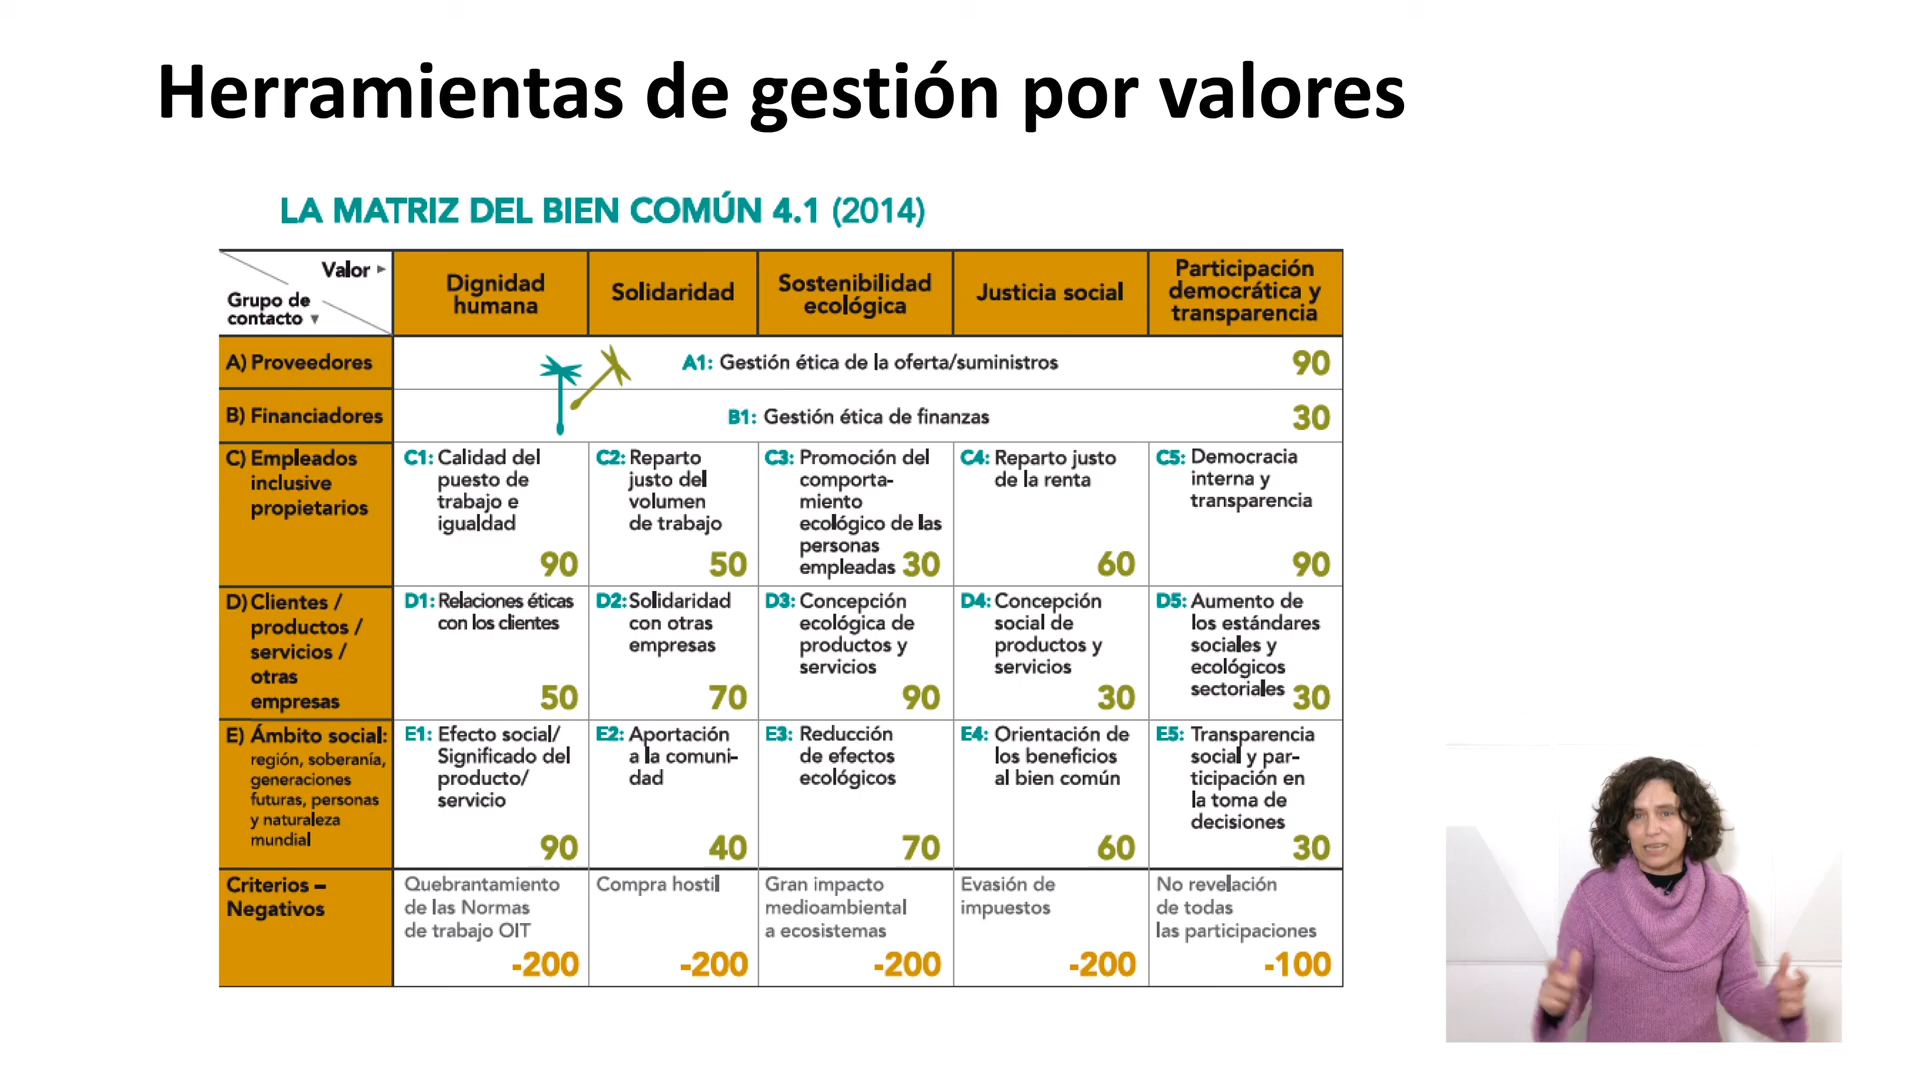 Herramientas de gestión por valores
LA MATRIZ DEL BIEN COMÚN 4.1 (2014)
Valor ▸
Grupo de
contacto ▾
Dignidad
humana
Solidaridad
Sostenibilidad
ecológica
Justicia social
Participación
democrática y
transparencia
A) Proveedores
A1: Gestión ética de la oferta/suministros
90
B) Financiadores
B1: Gestión ética de finanzas
30
C) Empleados
inclusive
propietarios
C1: Calidad del
puesto de
trabajo e
igualdad
90
C2: Reparto
justo del
volumen
de trabajo
50
C3: Promoción del
comporta-
miento
ecológico de las
personas
empleadas 30
C4: Reparto justo
de la renta
60
C5: Democracia
interna y
transparencia
90
D) Clientes /
productos /
servicios /
otras
empresas
D1: Relaciones éticas
con los clientes
50
D2: Solidaridad
con otras
empresas
70
D3: Concepción
ecológica de
productos y
servicios
90
D4: Concepción
social de
productos y
servicios
30
D5: Aumento de
los estándares
sociales y
ecológicos
sectoriales 30
E) Ámbito social:
región, soberanía,
generaciones
futuras, personas
y naturaleza
mundial
E1: Efecto social/
Significado del
producto/
servicio
90
E2: Aportación
a la comuni-
dad
40
E3: Reducción
de efectos
ecológicos
70
E4: Orientación de
los beneficios
al bien común
60
E5: Transparencia
social y par-
ticipación en
la toma de
decisiones
30
Criterios –
Negativos
Quebrantamiento
de las Normas
de trabajo OIT
-200
Compra hostil
-200
Gran impacto
medioambiental
a ecosistemas
-200
Evasión de
impuestos
-200
No revelación
de todas
las participaciones
-100